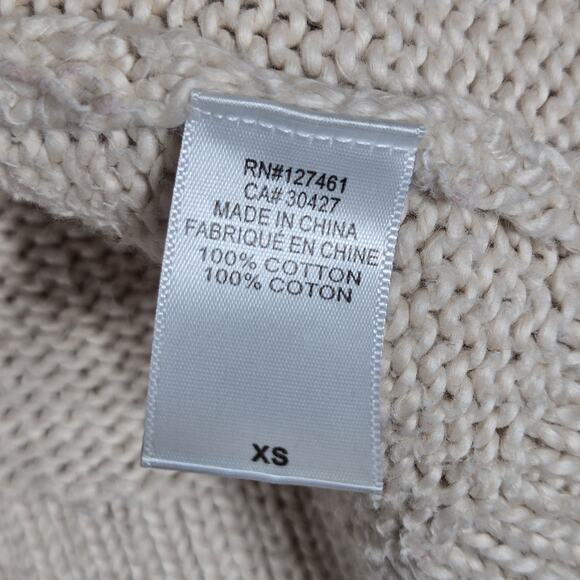 RN#127461
CA# 30427
MADE IN CHINA
FABRIQUÉ EN CHINE
100% COTTON
100% COTON
XS